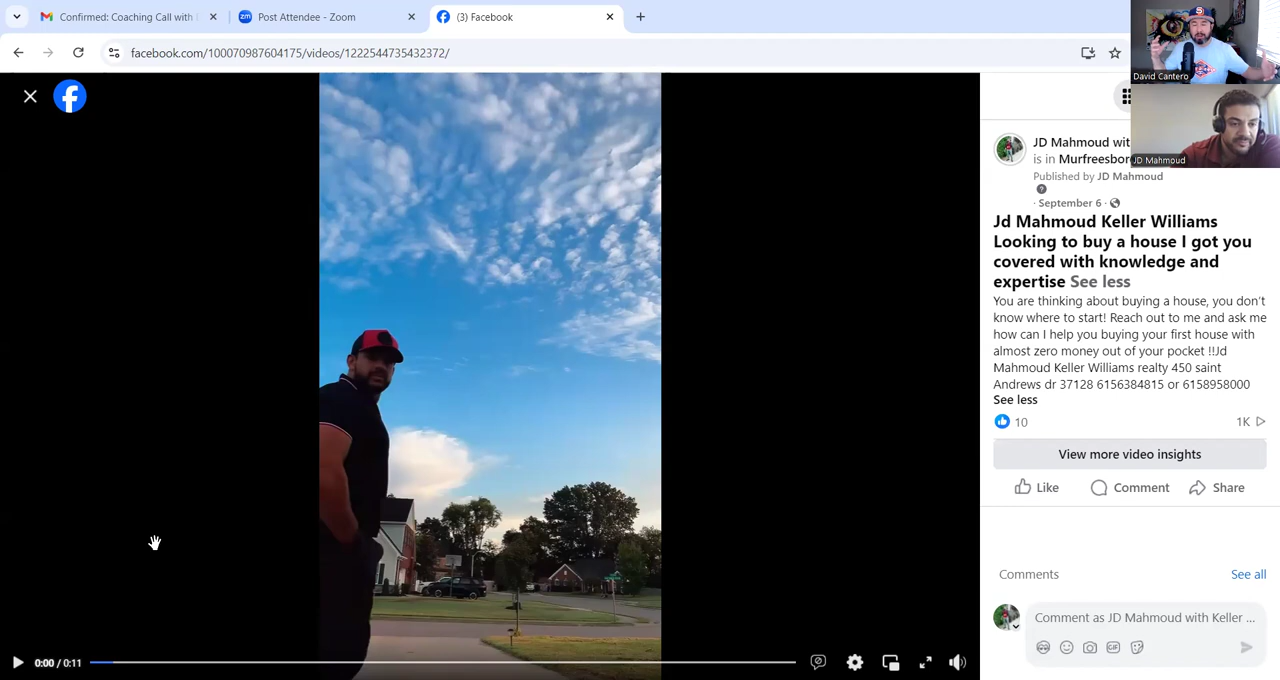 Confirmed: Coaching Call with
Post Attendee - Zoom
(3) Facebook
facebook.com/100070987604175/videos/1222544735432372/
David Cantero
JD Mahmoud
JD Mahmoud wit
is in Murfreesbor
Published by JD Mahmoud
· September 6 ·
Jd Mahmoud Keller Williams
Looking to buy a house I got you
covered with knowledge and
expertise See less
You are thinking about buying a house, you don't
know where to start! Reach out to me and ask me
how can I help you buying your first house with
almost zero money out of your pocket !!Jd
Mahmoud Keller Williams realty 450 saint
Andrews dr 37128 6156384815 or 6158958000
See less
10
1K
View more video insights
Like
Comment
Share
Comments
See all
Comment as JD Mahmoud with Keller ...
0:00 / 0:11